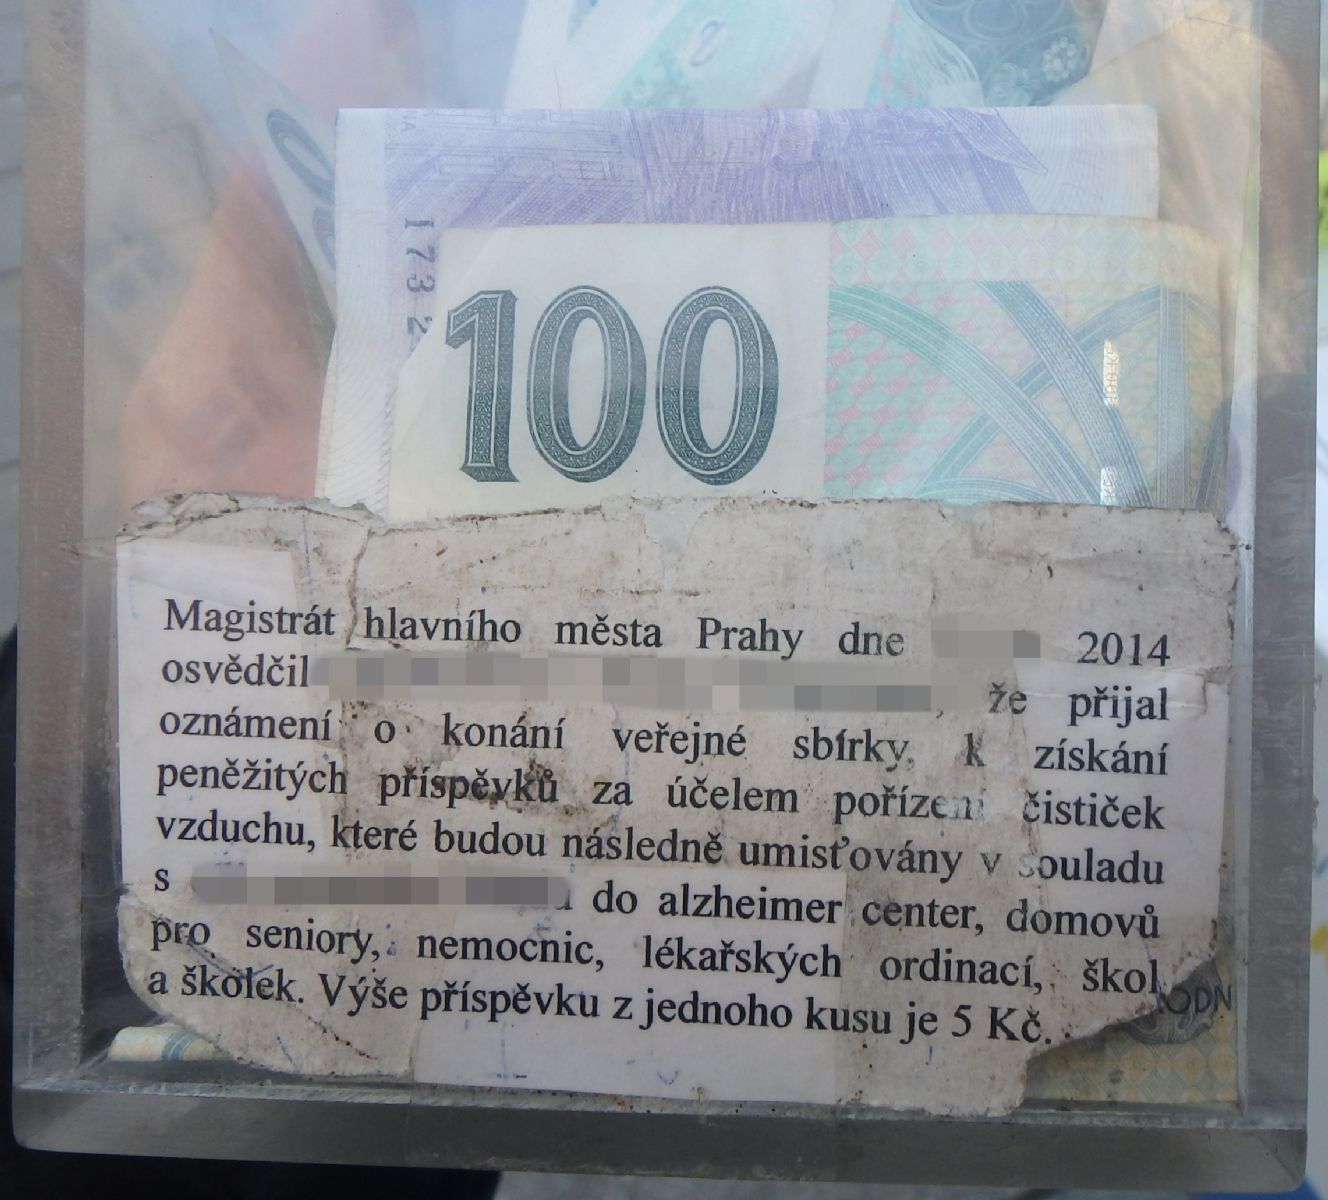 1732
100
Magistrát hlavního města Prahy dne 2014
osvědčil , že přijal
oznámení o konání veřejné sbírky, k získání
peněžitých příspěvků za účelem pořízení čističek
vzduchu, které budou následně umisťovány v souladu
s do alzheimer center, domovů
pro seniory, nemocnic, lékařských ordinací, škol
a školek. Výše příspěvku z jednoho kusu je 5 Kč.